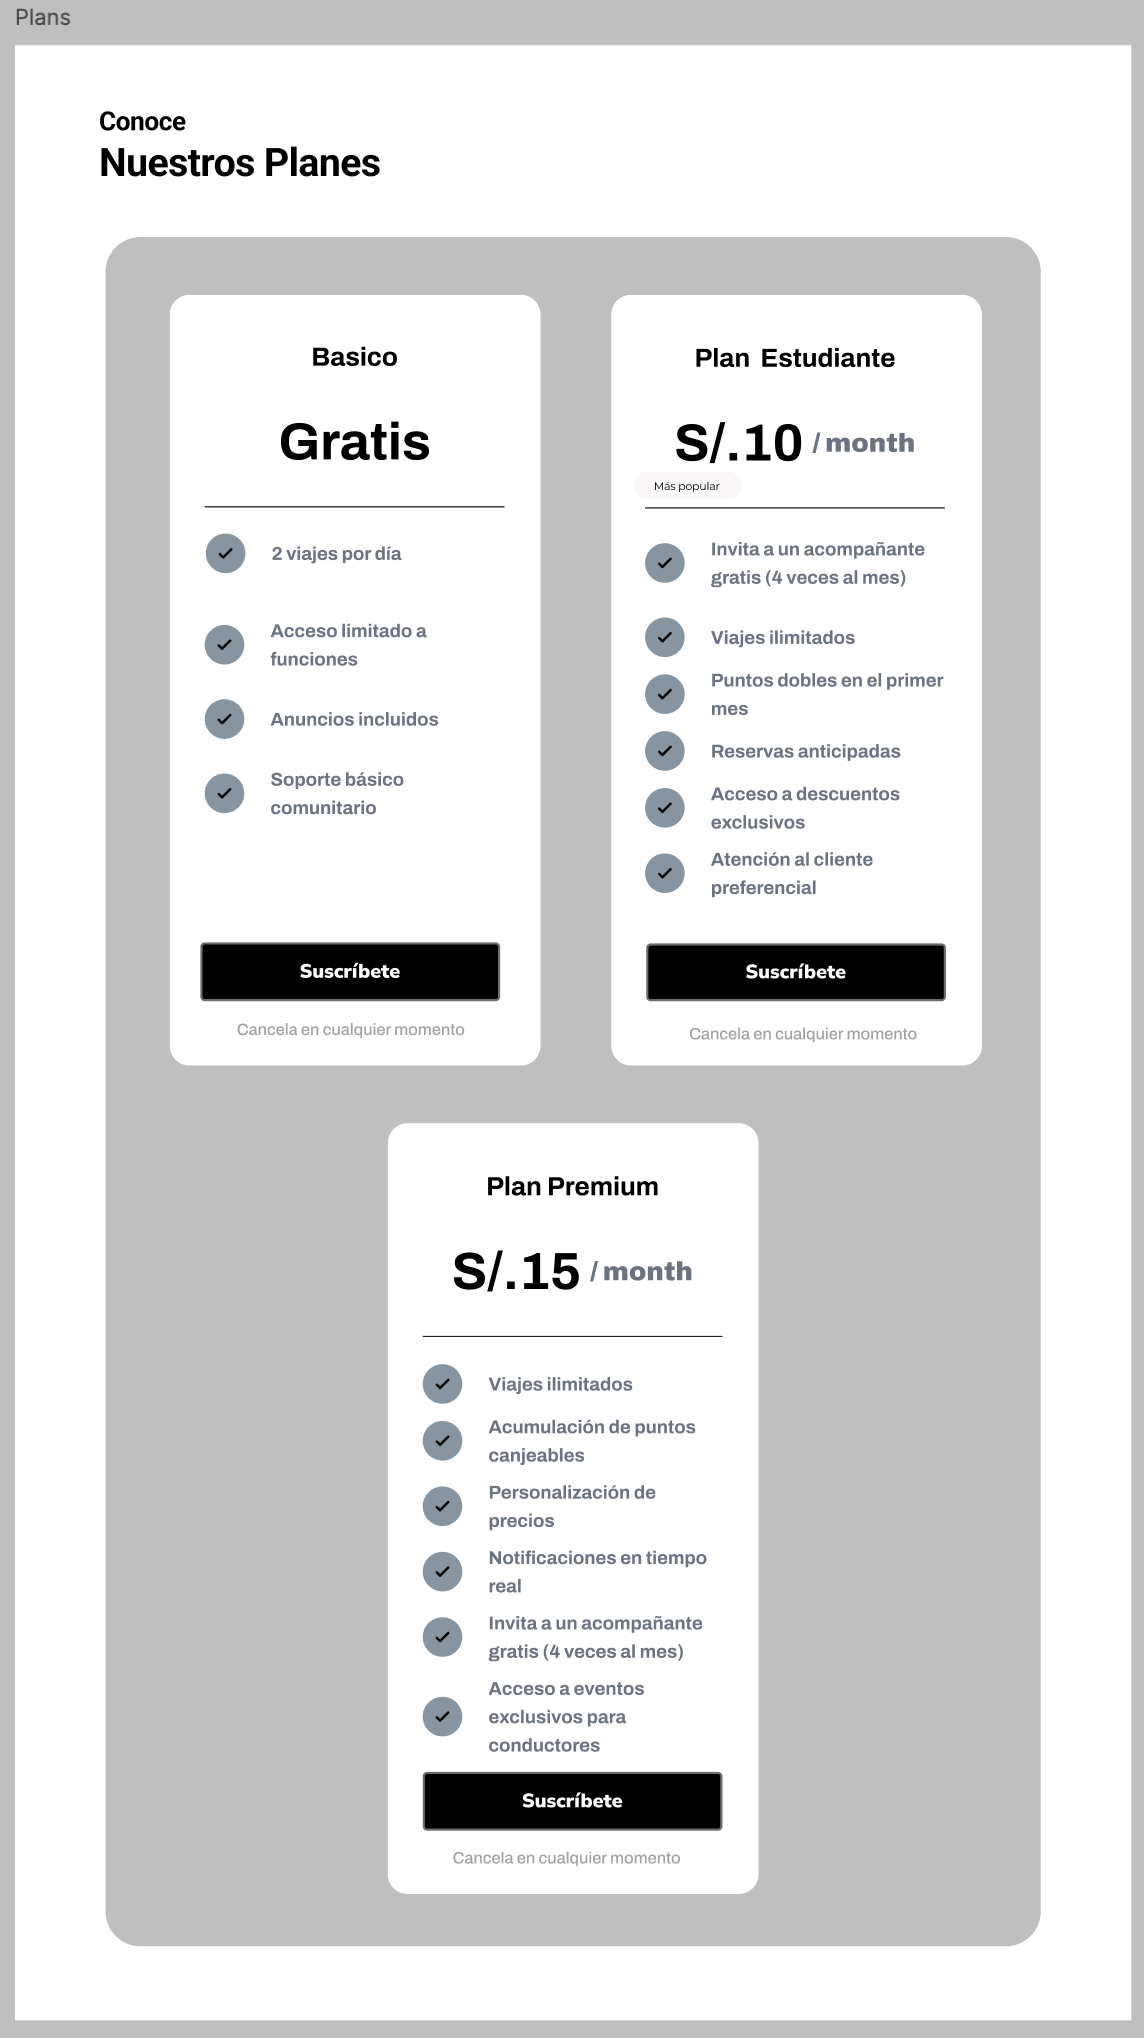 Plans
Conoce
Nuestros Planes
Basico
Gratis
2 viajes por día
Acceso limitado a
funciones
Anuncios incluidos
Soporte básico
comunitario
Suscríbete
Cancela en cualquier momento
Plan Estudiante
S/.10 / month
Más popular
Invita a un acompañante
gratis (4 veces al mes)
Viajes ilimitados
Puntos dobles en el primer
mes
Reservas anticipadas
Acceso a descuentos
exclusivos
Atención al cliente
preferencial
Suscríbete
Cancela en cualquier momento
Plan Premium
S/.15 / month
Viajes ilimitados
Acumulación de puntos
canjeables
Personalización de
precios
Notificaciones en tiempo
real
Invita a un acompañante
gratis (4 veces al mes)
Acceso a eventos
exclusivos para
conductores
Suscríbete
Cancela en cualquier momento